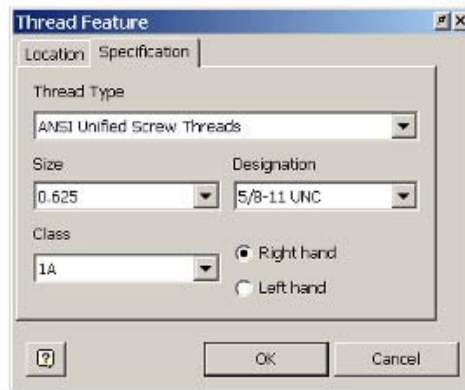 Thread Feature
Location Specification
Thread Type
ANSI Unified Screw Threads
Size Designation
0.625 5/8-11 UNC
Class
Right hand
1A
Left hand
? OK Cancel